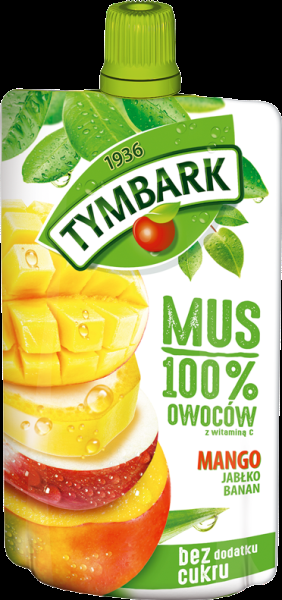 1936
TYMBARK
MUS
100%
OWOCÓW
z witaminą C
MANGO
JABŁKO
BANAN
bez dodatku
cukru